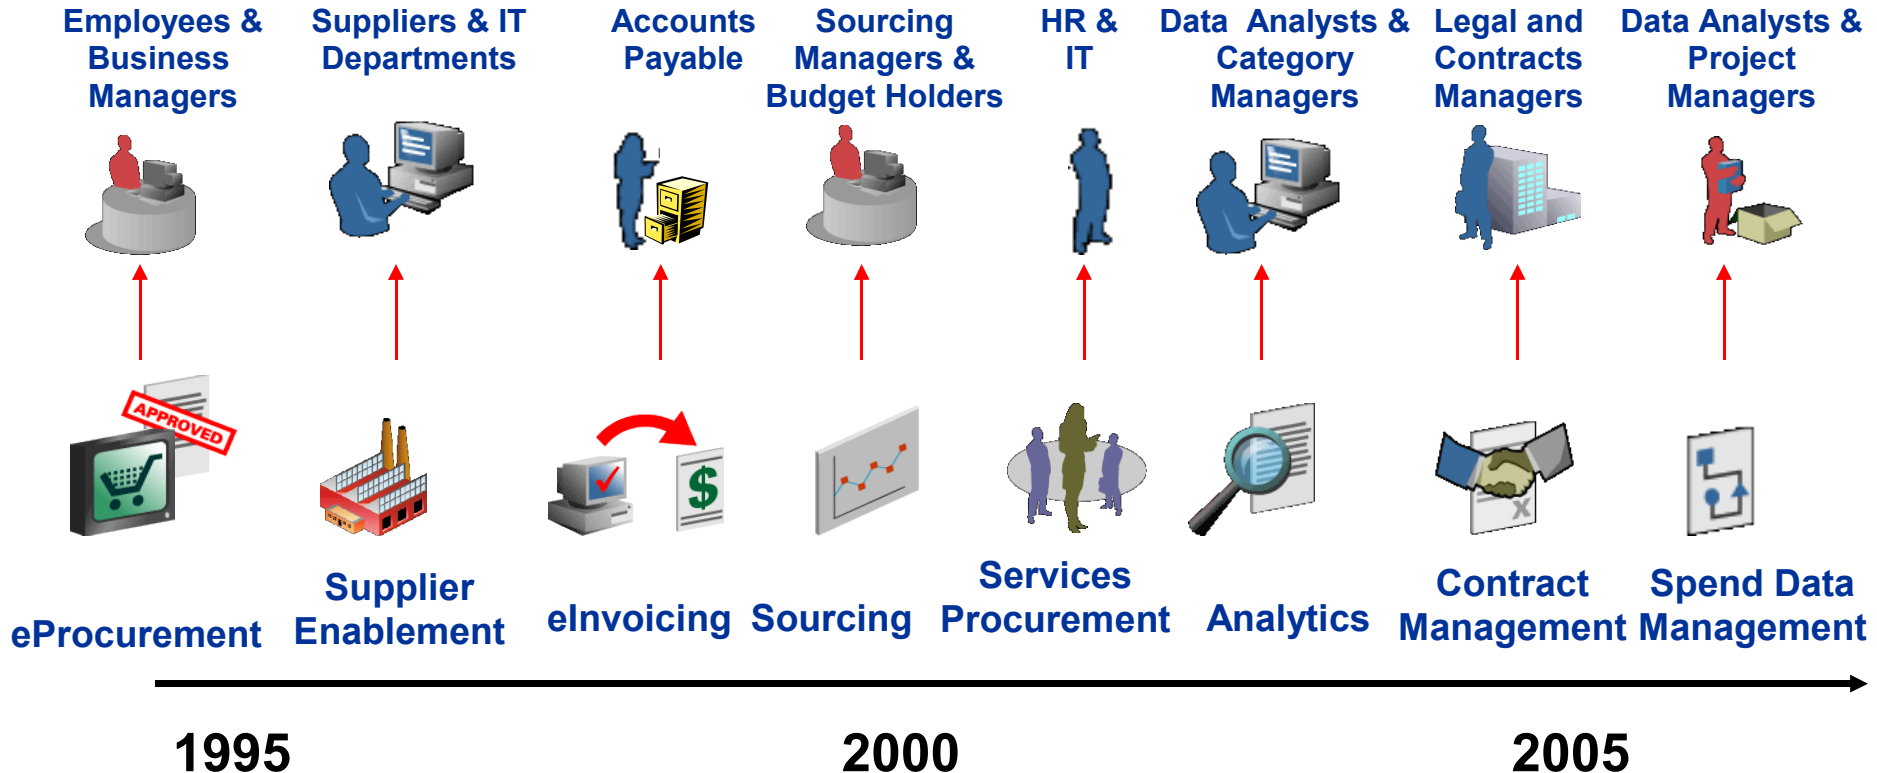 Employees &
Business
Managers
Suppliers & IT
Departments
Accounts
Payable
Sourcing
Managers &
Budget Holders
HR &
IT
Data Analysts &
Category
Managers
Legal and
Contracts
Managers
Data Analysts &
Project
Managers
APPROVED
$
X
eProcurement
Supplier
Enablement
eInvoicing
Sourcing
Services
Procurement
Analytics
Contract
Management
Spend Data
Management
1995
2000
2005